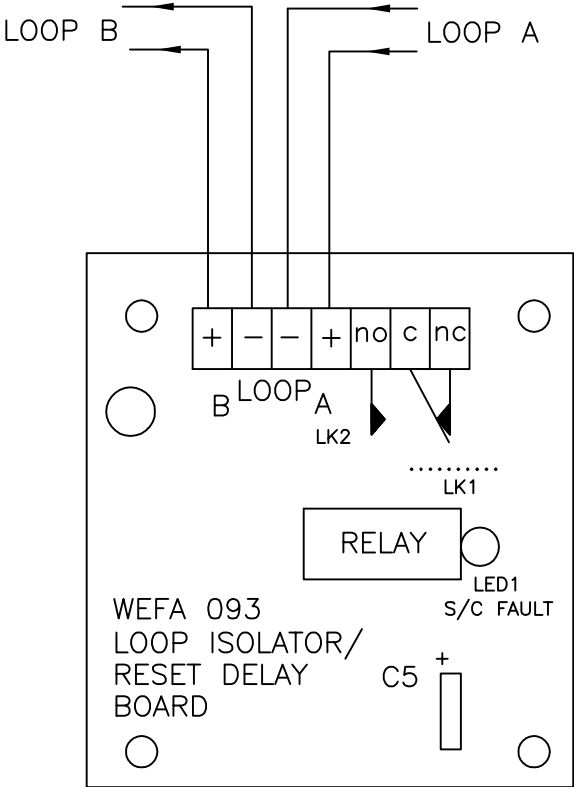 LOOP B
LOOP A
+ − − + no c nc
B LOOP A
LK2
LK1
RELAY
LED1
S/C FAULT
WEFA 093
LOOP ISOLATOR/
RESET DELAY
BOARD
C5 +